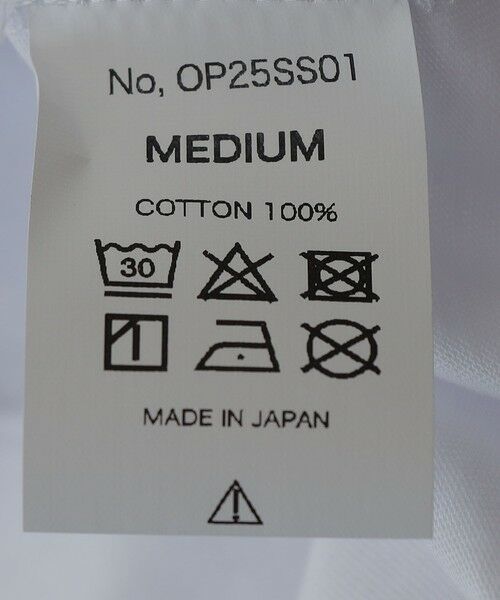 No, OP25SS01
MEDIUM
COTTON 100%
30
MADE IN JAPAN